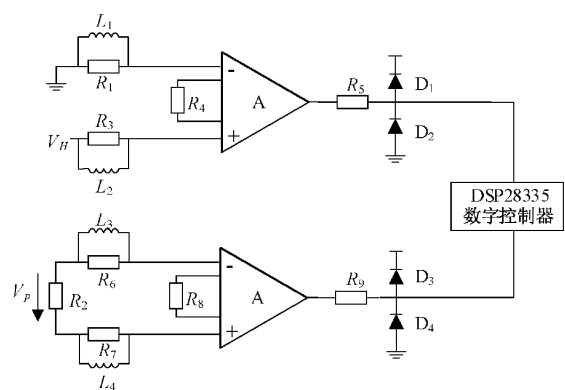 L1
R1
R4
-
A
+
R5
D1
D2
VH
R3
L2
DSP28335
数字控制器
L3
R6
Vp
R2
R8
-
A
+
R9
D3
D4
R7
L4